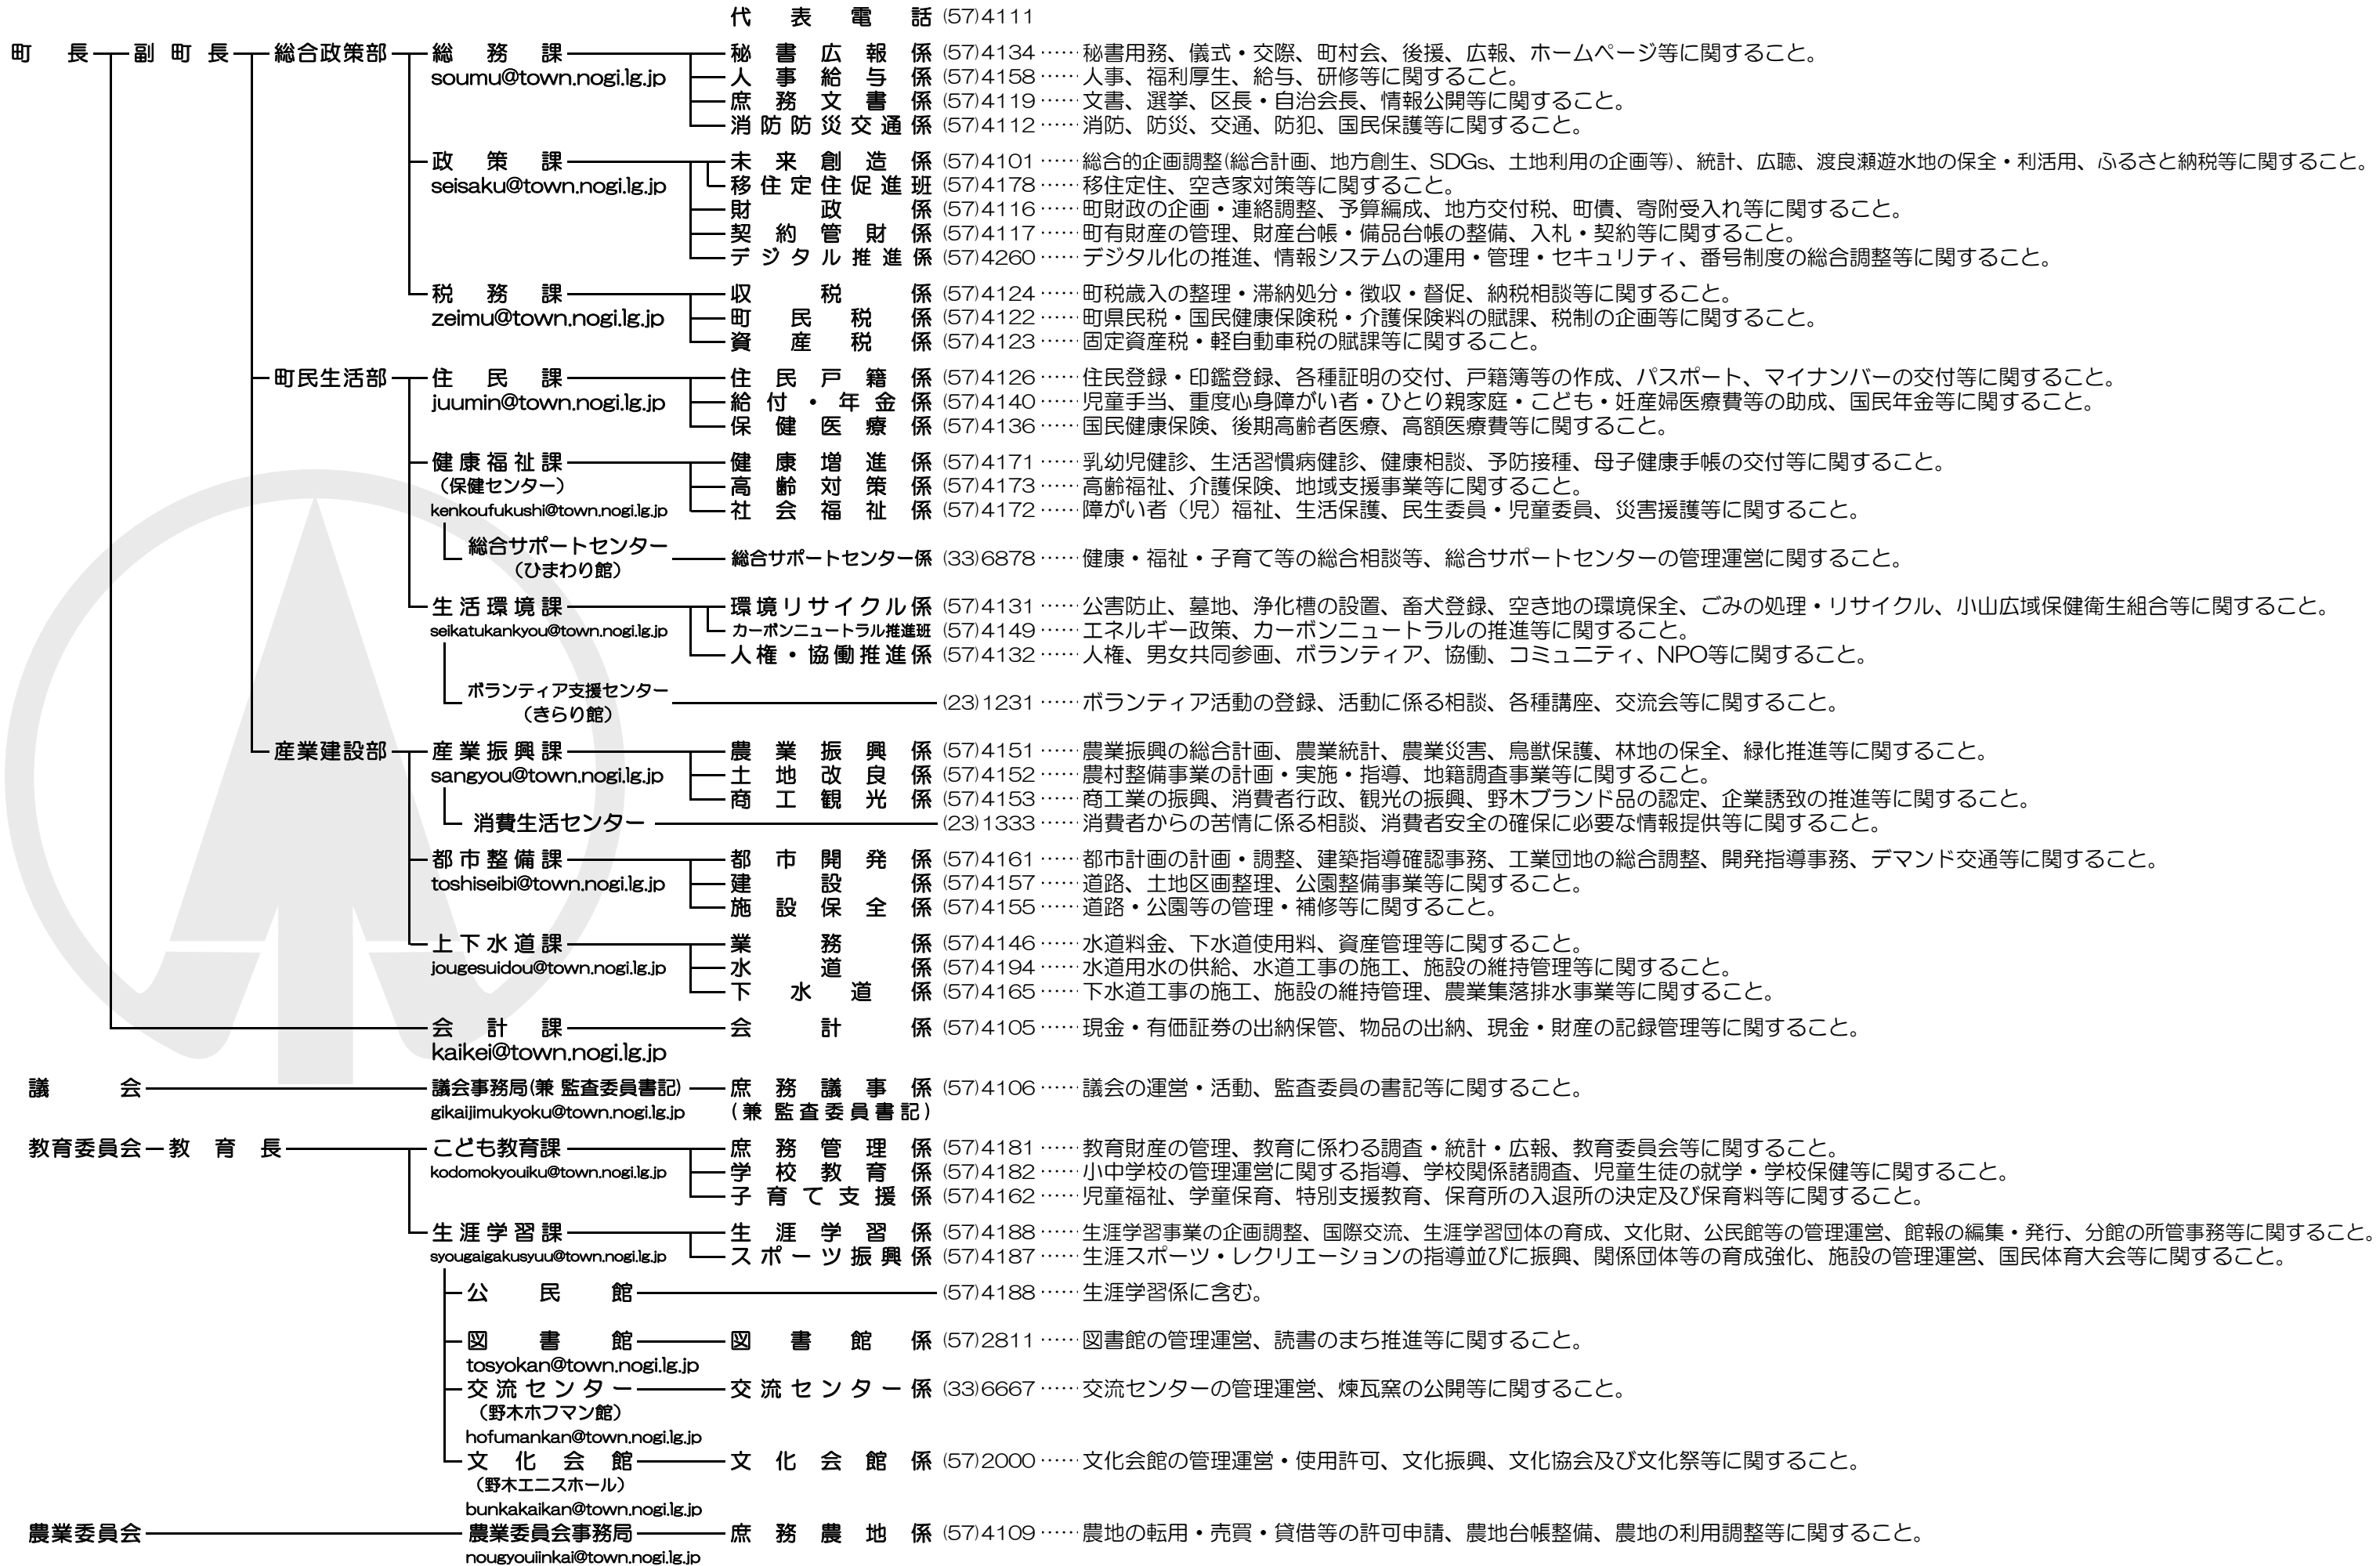 代表電話 (57)4111
町長 副町長 総合政策部 総務課 秘書広報係 (57)4134 …… 秘書用務、儀式・交際、町村会、後援、広報、ホームページ等に関すること。
soumu@town.nogi.lg.jp 人事給与係 (57)4158 …… 人事、福利厚生、給与、研修等に関すること。
庶務文書係 (57)4119 …… 文書、選挙、区長・自治会長、情報公開等に関すること。
消防防災交通係 (57)4112 …… 消防、防災、交通、防犯、国民保護等に関すること。
政策課 未来創造係 (57)4101 …… 総合的企画調整(総合計画、地方創生、SDGs、土地利用の企画等)、統計、広聴、渡良瀬遊水地の保全・利活用、ふるさと納税等に関すること。
seisaku@town.nogi.lg.jp 移住定住促進班 (57)4178 …… 移住定住、空き家対策等に関すること。
財政係 (57)4116 …… 町財政の企画・連絡調整、予算編成、地方交付税、町債、寄附受入れ等に関すること。
契約管財係 (57)4117 …… 町有財産の管理、財産台帳・備品台帳の整備、入札・契約等に関すること。
デジタル推進係 (57)4260 …… デジタル化の推進、情報システムの運用・管理・セキュリティ、番号制度の総合調整等に関すること。
税務課 収税係 (57)4124 …… 町税歳入の整理・滞納処分・徴収・督促、納税相談等に関すること。
zeimu@town.nogi.lg.jp 町民税係 (57)4122 …… 町県民税・国民健康保険税・介護保険料の賦課、税制の企画等に関すること。
資産税係 (57)4123 …… 固定資産税・軽自動車税の賦課等に関すること。
町民生活部 住民課 住民戸籍係 (57)4126 …… 住民登録・印鑑登録、各種証明の交付、戸籍簿等の作成、パスポート、マイナンバーの交付等に関すること。
juumin@town.nogi.lg.jp 給付・年金係 (57)4140 …… 児童手当、重度心身障がい者・ひとり親家庭・こども・妊産婦医療費等の助成、国民年金等に関すること。
保健医療係 (57)4136 …… 国民健康保険、後期高齢者医療、高額医療費等に関すること。
健康福祉課 健康増進係 (57)4171 …… 乳幼児健診、生活習慣病健診、健康相談、予防接種、母子健康手帳の交付等に関すること。
（保健センター） 高齢対策係 (57)4173 …… 高齢福祉、介護保険、地域支援事業等に関すること。
kenkoufukushi@town.nogi.lg.jp 社会福祉係 (57)4172 …… 障がい者（児）福祉、生活保護、民生委員・児童委員、災害援護等に関すること。
総合サポートセンター
総合サポートセンター係 (33)6878 …… 健康・福祉・子育て等の総合相談等、総合サポートセンターの管理運営に関すること。
（ひまわり館）
生活環境課 環境リサイクル係 (57)4131 …… 公害防止、墓地、浄化槽の設置、畜犬登録、空き地の環境保全、ごみの処理・リサイクル、小山広域保健衛生組合等に関すること。
seikatukankyou@town.nogi.lg.jp カーボンニュートラル推進班 (57)4149 …… エネルギー政策、カーボンニュートラルの推進等に関すること。
人権・協働推進係 (57)4132 …… 人権、男女共同参画、ボランティア、協働、コミュニティ、NPO等に関すること。
ボランティア支援センター
(23)1231 …… ボランティア活動の登録、活動に係る相談、各種講座、交流会等に関すること。
（きらり館）
産業建設部 産業振興課 農業振興係 (57)4151 …… 農業振興の総合計画、農業統計、農業災害、鳥獣保護、林地の保全、緑化推進等に関すること。
sangyou@town.nogi.lg.jp 土地改良係 (57)4152 …… 農村整備事業の計画・実施・指導、地籍調査事業等に関すること。
商工観光係 (57)4153 …… 商工業の振興、消費者行政、観光の振興、野木ブランド品の認定、企業誘致の推進等に関すること。
消費生活センター (23)1333 …… 消費者からの苦情に係る相談、消費者安全の確保に必要な情報提供等に関すること。
都市整備課 都市開発係 (57)4161 …… 都市計画の計画・調整、建築指導確認事務、工業団地の総合調整、開発指導事務、デマンド交通等に関すること。
toshiseibi@town.nogi.lg.jp 建設係 (57)4157 …… 道路、土地区画整理、公園整備事業等に関すること。
施設保全係 (57)4155 …… 道路・公園等の管理・補修等に関すること。
上下水道課 業務係 (57)4146 …… 水道料金、下水道使用料、資産管理等に関すること。
jougesuidou@town.nogi.lg.jp 水道係 (57)4194 …… 水道用水の供給、水道工事の施工、施設の維持管理等に関すること。
下水道係 (57)4165 …… 下水道工事の施工、施設の維持管理、農業集落排水事業等に関すること。
会計課 会計係 (57)4105 …… 現金・有価証券の出納保管、物品の出納、現金・財産の記録管理等に関すること。
kaikei@town.nogi.lg.jp
議会 議会事務局(兼 監査委員書記) 庶務議事係 (57)4106 …… 議会の運営・活動、監査委員の書記等に関すること。
gikaijimukyoku@town.nogi.lg.jp (兼 監査委員書記)
教育委員会 教育長 こども教育課 庶務管理係 (57)4181 …… 教育財産の管理、教育に係わる調査・統計・広報、教育委員会等に関すること。
kodomokyouiku@town.nogi.lg.jp 学校教育係 (57)4182 …… 小中学校の管理運営に関する指導、学校関係諸調査、児童生徒の就学・学校保健等に関すること。
子育て支援係 (57)4162 …… 児童福祉、学童保育、特別支援教育、保育所の入退所の決定及び保育料等に関すること。
生涯学習課 生涯学習係 (57)4188 …… 生涯学習事業の企画調整、国際交流、生涯学習団体の育成、文化財、公民館等の管理運営、館報の編集・発行、分館の所管事務等に関すること。
syougaigakusyuu@town.nogi.lg.jp スポーツ振興係 (57)4187 …… 生涯スポーツ・レクリエーションの指導並びに振興、関係団体等の育成強化、施設の管理運営、国民体育大会等に関すること。
公民館 (57)4188 …… 生涯学習係に含む。
図書館 図書館係 (57)2811 …… 図書館の管理運営、読書のまち推進等に関すること。
tosyokan@town.nogi.lg.jp
交流センター 交流センター係 (33)6667 …… 交流センターの管理運営、煉瓦窯の公開等に関すること。
（野木ホフマン館）
hofumankan@town.nogi.lg.jp
文化会館 文化会館係 (57)2000 …… 文化会館の管理運営・使用許可、文化振興、文化協会及び文化祭等に関すること。
（野木エニスホール）
bunkakaikan@town.nogi.lg.jp
農業委員会 農業委員会事務局 庶務農地係 (57)4109 …… 農地の転用・売買・貸借等の許可申請、農地台帳整備、農地の利用調整等に関すること。
nougyouiinkai@town.nogi.lg.jp